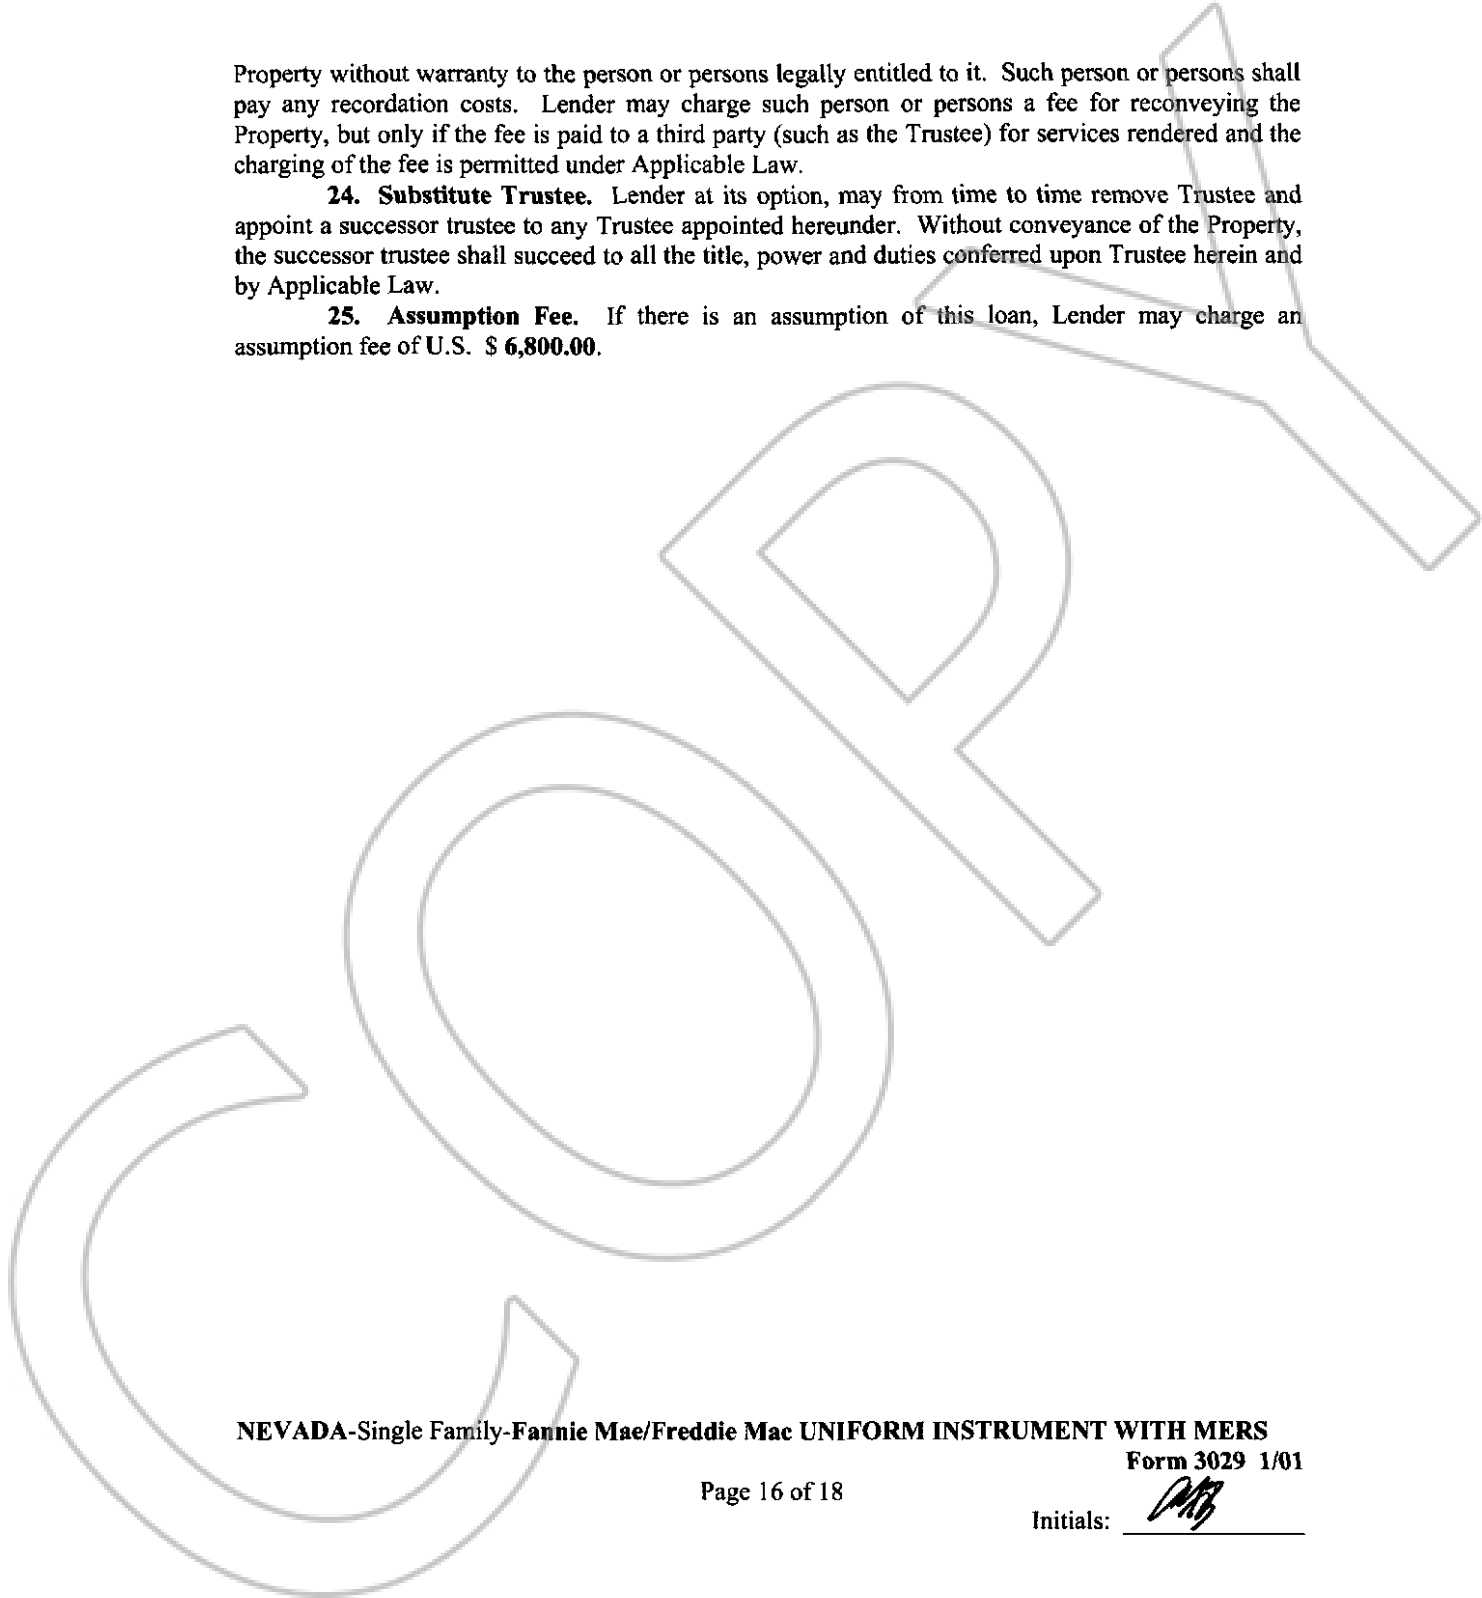 Property without warranty to the person or persons legally entitled to it. Such person or persons shall
pay any recordation costs. Lender may charge such person or persons a fee for reconveying the
Property, but only if the fee is paid to a third party (such as the Trustee) for services rendered and the
charging of the fee is permitted under Applicable Law.
24. Substitute Trustee. Lender at its option, may from time to time remove Trustee and
appoint a successor trustee to any Trustee appointed hereunder. Without conveyance of the Property,
the successor trustee shall succeed to all the title, power and duties conferred upon Trustee herein and
by Applicable Law.
25. Assumption Fee. If there is an assumption of this loan, Lender may charge an
assumption fee of U.S. $ 6,800.00.
COPY
NEVADA-Single Family-Fannie Mae/Freddie Mac UNIFORM INSTRUMENT WITH MERS
Form 3029 1/01
Page 16 of 18
Initials: